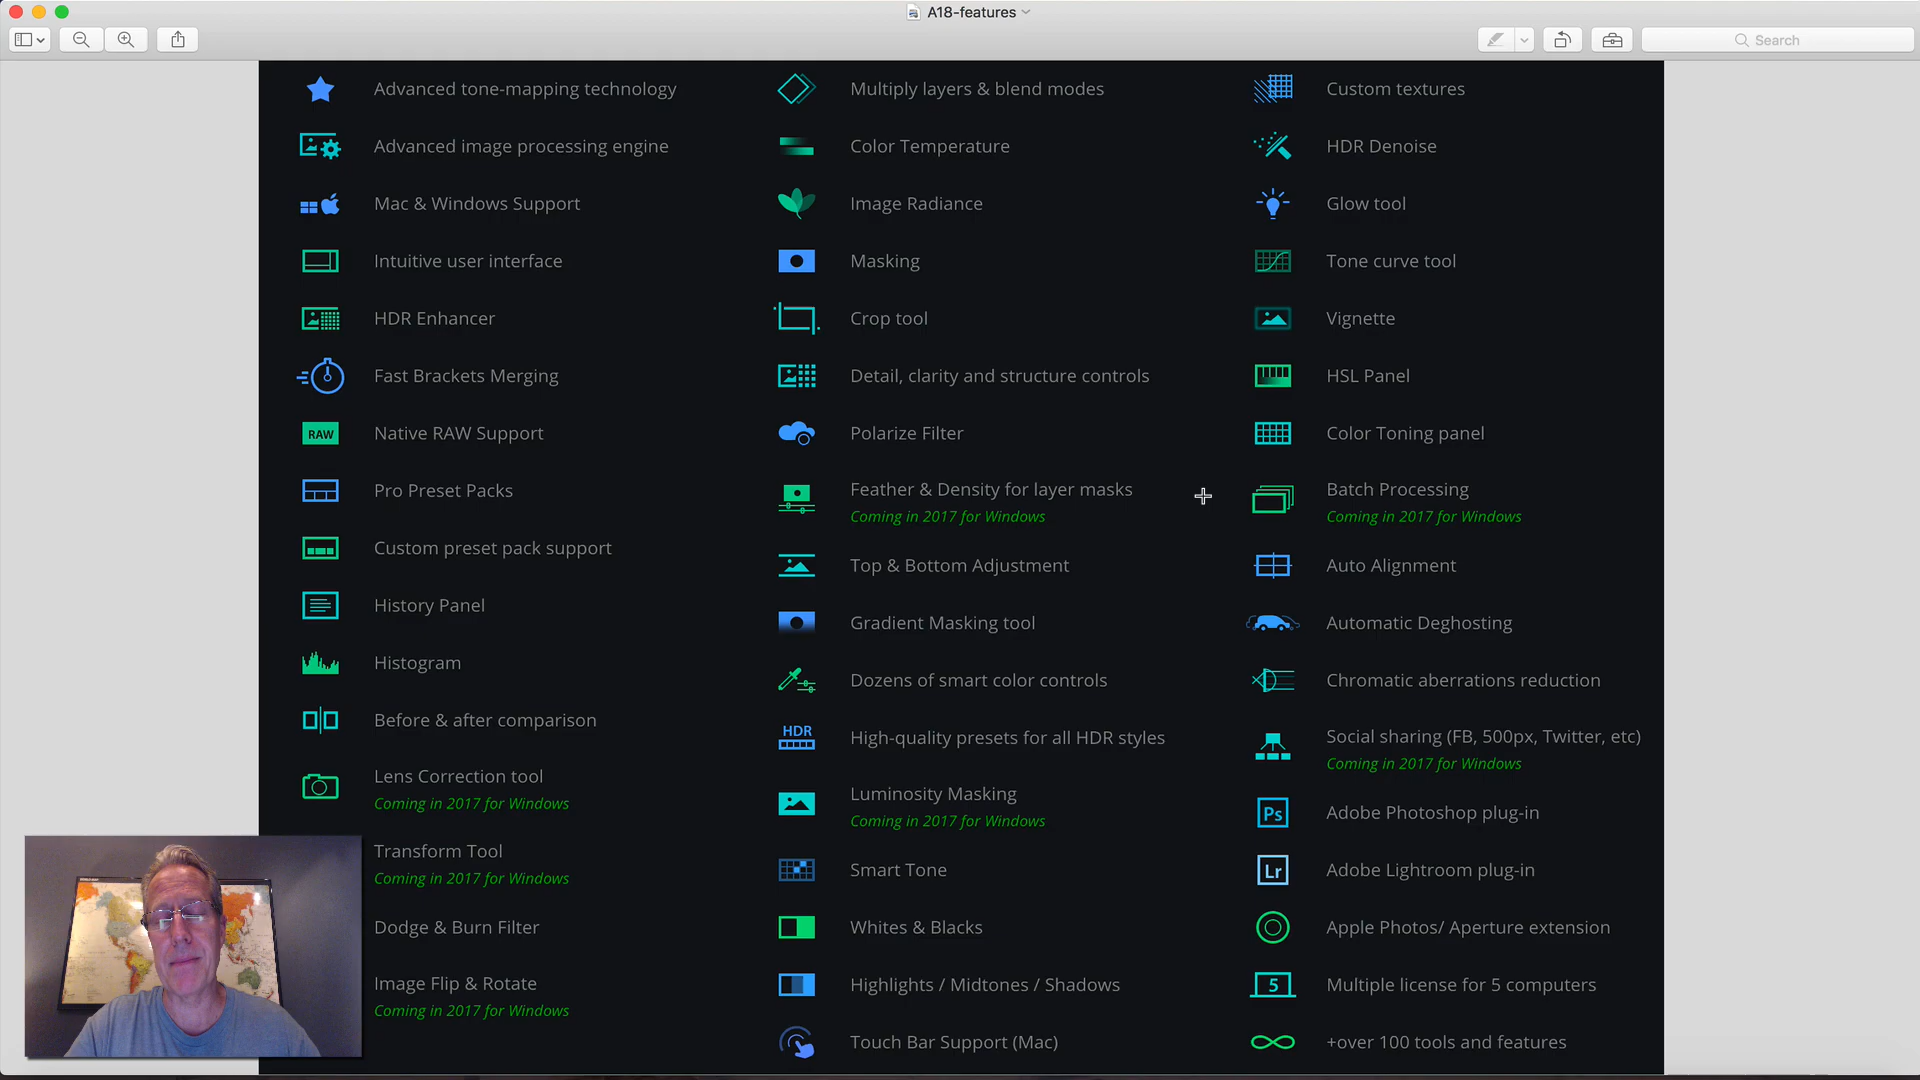 A18-features
Search
Advanced tone-mapping technology
Advanced image processing engine
Mac & Windows Support
Intuitive user interface
HDR Enhancer
Fast Brackets Merging
RAW
Native RAW Support
Pro Preset Packs
Custom preset pack support
History Panel
Histogram
Before & after comparison
Lens Correction tool
Coming in 2017 for Windows
Transform Tool
Coming in 2017 for Windows
Dodge & Burn Filter
Image Flip & Rotate
Coming in 2017 for Windows
Multiply layers & blend modes
Color Temperature
Image Radiance
Masking
Crop tool
Detail, clarity and structure controls
Polarize Filter
Feather & Density for layer masks
Coming in 2017 for Windows
Top & Bottom Adjustment
Gradient Masking tool
Dozens of smart color controls
HDR
High-quality presets for all HDR styles
Luminosity Masking
Coming in 2017 for Windows
Smart Tone
Whites & Blacks
Highlights / Midtones / Shadows
Touch Bar Support (Mac)
Custom textures
HDR Denoise
Glow tool
Tone curve tool
Vignette
HSL Panel
Color Toning panel
Batch Processing
Coming in 2017 for Windows
Auto Alignment
Automatic Deghosting
Chromatic aberrations reduction
Social sharing (FB, 500px, Twitter, etc)
Coming in 2017 for Windows
Ps
Adobe Photoshop plug-in
Lr
Adobe Lightroom plug-in
Apple Photos/ Aperture extension
5
Multiple license for 5 computers
+over 100 tools and features